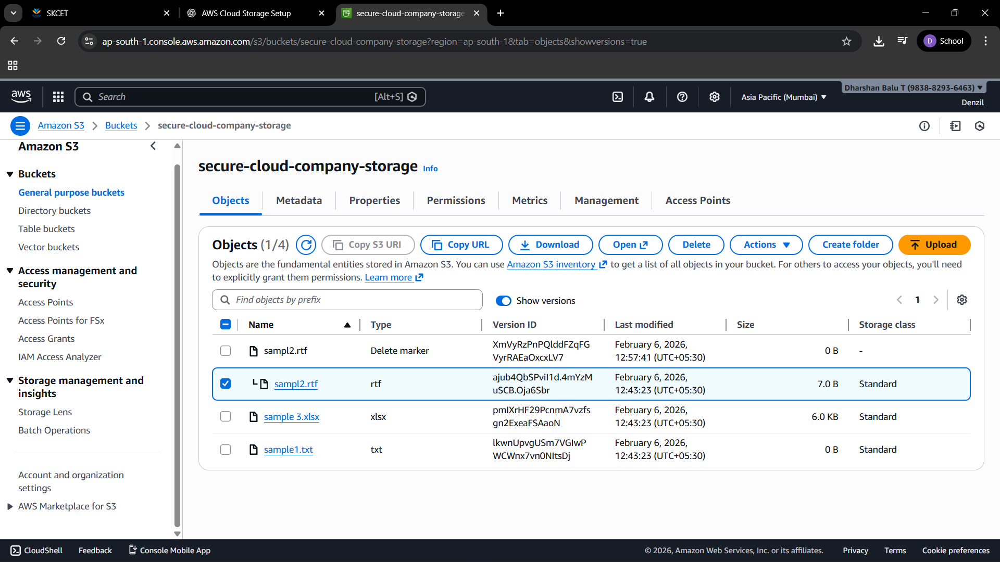 SKCET
AWS Cloud Storage Setup
secure-cloud-company-storage
ap-south-1.console.aws.amazon.com/s3/buckets/secure-cloud-company-storage?region=ap-south-1&tab=objects&showversions=true
D School
aws
Search [Alt+S]
Asia Pacific (Mumbai)
Dharshan Balu T (9838-8293-6463)
Denzil
Amazon S3
Buckets
secure-cloud-company-storage
Amazon S3
Buckets
General purpose buckets
Directory buckets
Table buckets
Vector buckets
Access management and
security
Access Points
Access Points for FSx
Access Grants
IAM Access Analyzer
Storage management and
insights
Storage Lens
Batch Operations
Account and organization
settings
AWS Marketplace for S3
secure-cloud-company-storage Info
Objects Metadata Properties Permissions Metrics Management Access Points
Objects (1/4) Copy S3 URI Copy URL Download Open Delete Actions Create folder Upload
Objects are the fundamental entities stored in Amazon S3. You can use Amazon S3 inventory to get a list of all objects in your bucket. For others to access your objects, you'll need
to explicitly grant them permissions. Learn more
Find objects by prefix
Show versions
1
Name Type Version ID Last modified Size Storage class
sampl2.rtf Delete marker XmVyRzPnPQlddFZqFG February 6, 2026, 0 B -
VyrRAEaOxcxLV7 12:57:41 (UTC+05:30)
sampl2.rtf rtf ajub4QbSPviI1d.4mYzM February 6, 2026, 7.0 B Standard
uSCB.Oja6Sbr 12:43:23 (UTC+05:30)
sample 3.xlsx xlsx pmIXrHF29PcnmA7vzfs February 6, 2026, 6.0 KB Standard
gn2ExeaFSAaoN 12:43:23 (UTC+05:30)
sample1.txt txt lkwnUpvgUSm7VGIwP February 6, 2026, 0 B Standard
WCWnx7vn0NItsDj 12:43:23 (UTC+05:30)
CloudShell Feedback Console Mobile App
© 2026, Amazon Web Services, Inc. or its affiliates. Privacy Terms Cookie preferences